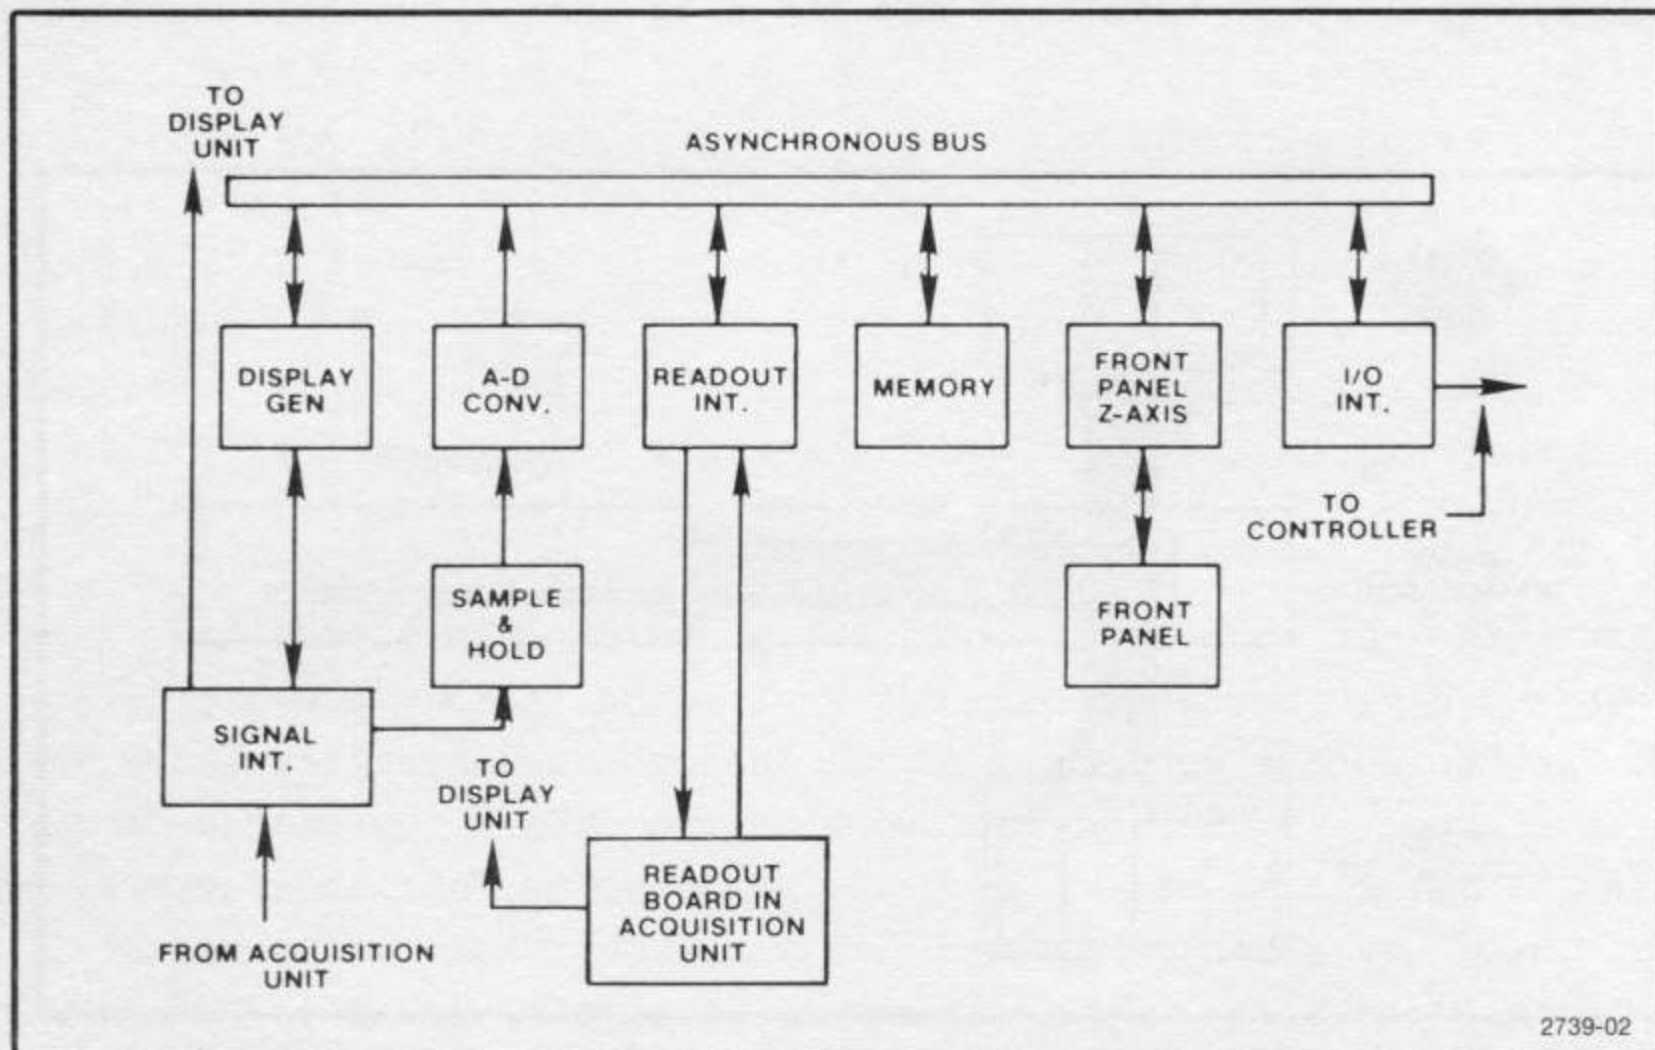 TO
DISPLAY
UNIT
ASYNCHRONOUS BUS
DISPLAY
GEN
A-D
CONV.
READOUT
INT.
MEMORY
FRONT
PANEL
Z-AXIS
I/O
INT.
TO
CONTROLLER
SAMPLE
&
HOLD
FRONT
PANEL
SIGNAL
INT.
TO
DISPLAY
UNIT
READOUT
BOARD IN
ACQUISITION
UNIT
FROM ACQUISITION
UNIT
2739-02